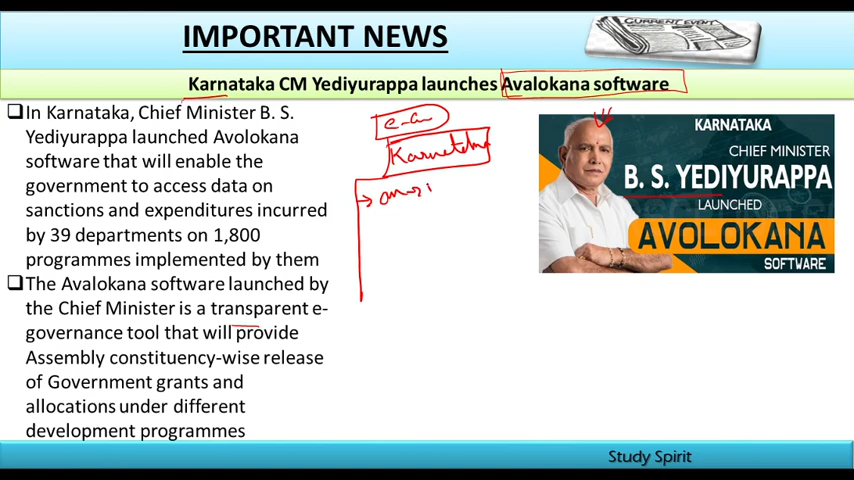 IMPORTANT NEWS
CURRENT EVENT
Karnataka CM Yediyurappa launches Avalokana software
In Karnataka, Chief Minister B. S.
Yediyurappa launched Avolokana
software that will enable the
government to access data on
sanctions and expenditures incurred
by 39 departments on 1,800
programmes implemented by them
The Avalokana software launched by
the Chief Minister is a transparent e-
governance tool that will provide
Assembly constituency-wise release
of Government grants and
allocations under different
development programmes
Karnataka
KARNATAKA
CHIEF MINISTER
B. S. YEDIYURAPPA
LAUNCHED
AVOLOKANA
SOFTWARE
Study Spirit